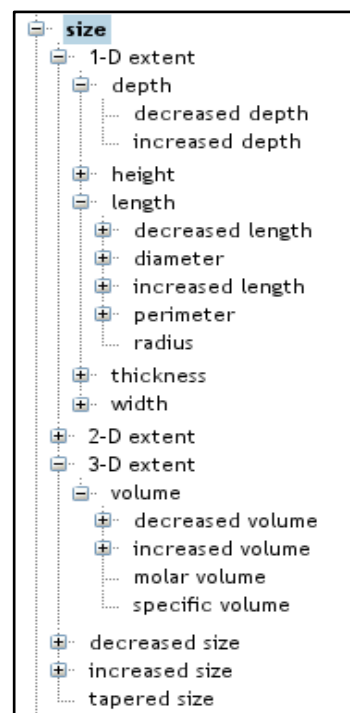 size
1-D extent
depth
decreased depth
increased depth
height
length
decreased length
diameter
increased length
perimeter
radius
thickness
width
2-D extent
3-D extent
volume
decreased volume
increased volume
molar volume
specific volume
decreased size
increased size
tapered size